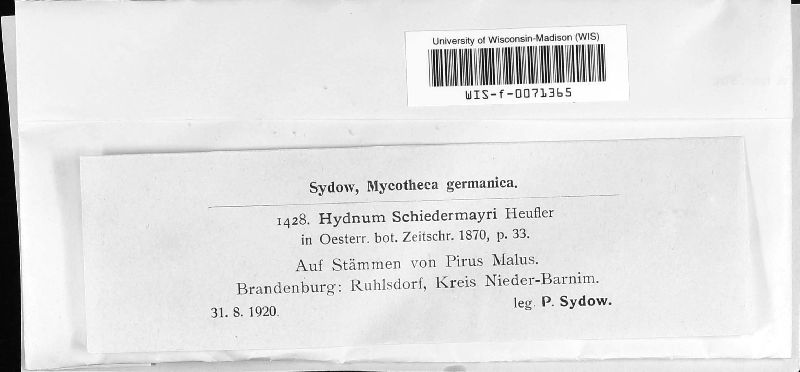 University of Wisconsin-Madison (WIS)
WIS-f-0071365
Sydow, Mycotheca germanica.
1428. Hydnum Schiedermayri Heufler
in Oesterr. bot. Zeitschr. 1870, p. 33.
Auf Stämmen von Pirus Malus.
Brandenburg: Ruhlsdorf, Kreis Nieder-Barnim.
31. 8. 1920. leg. P. Sydow.